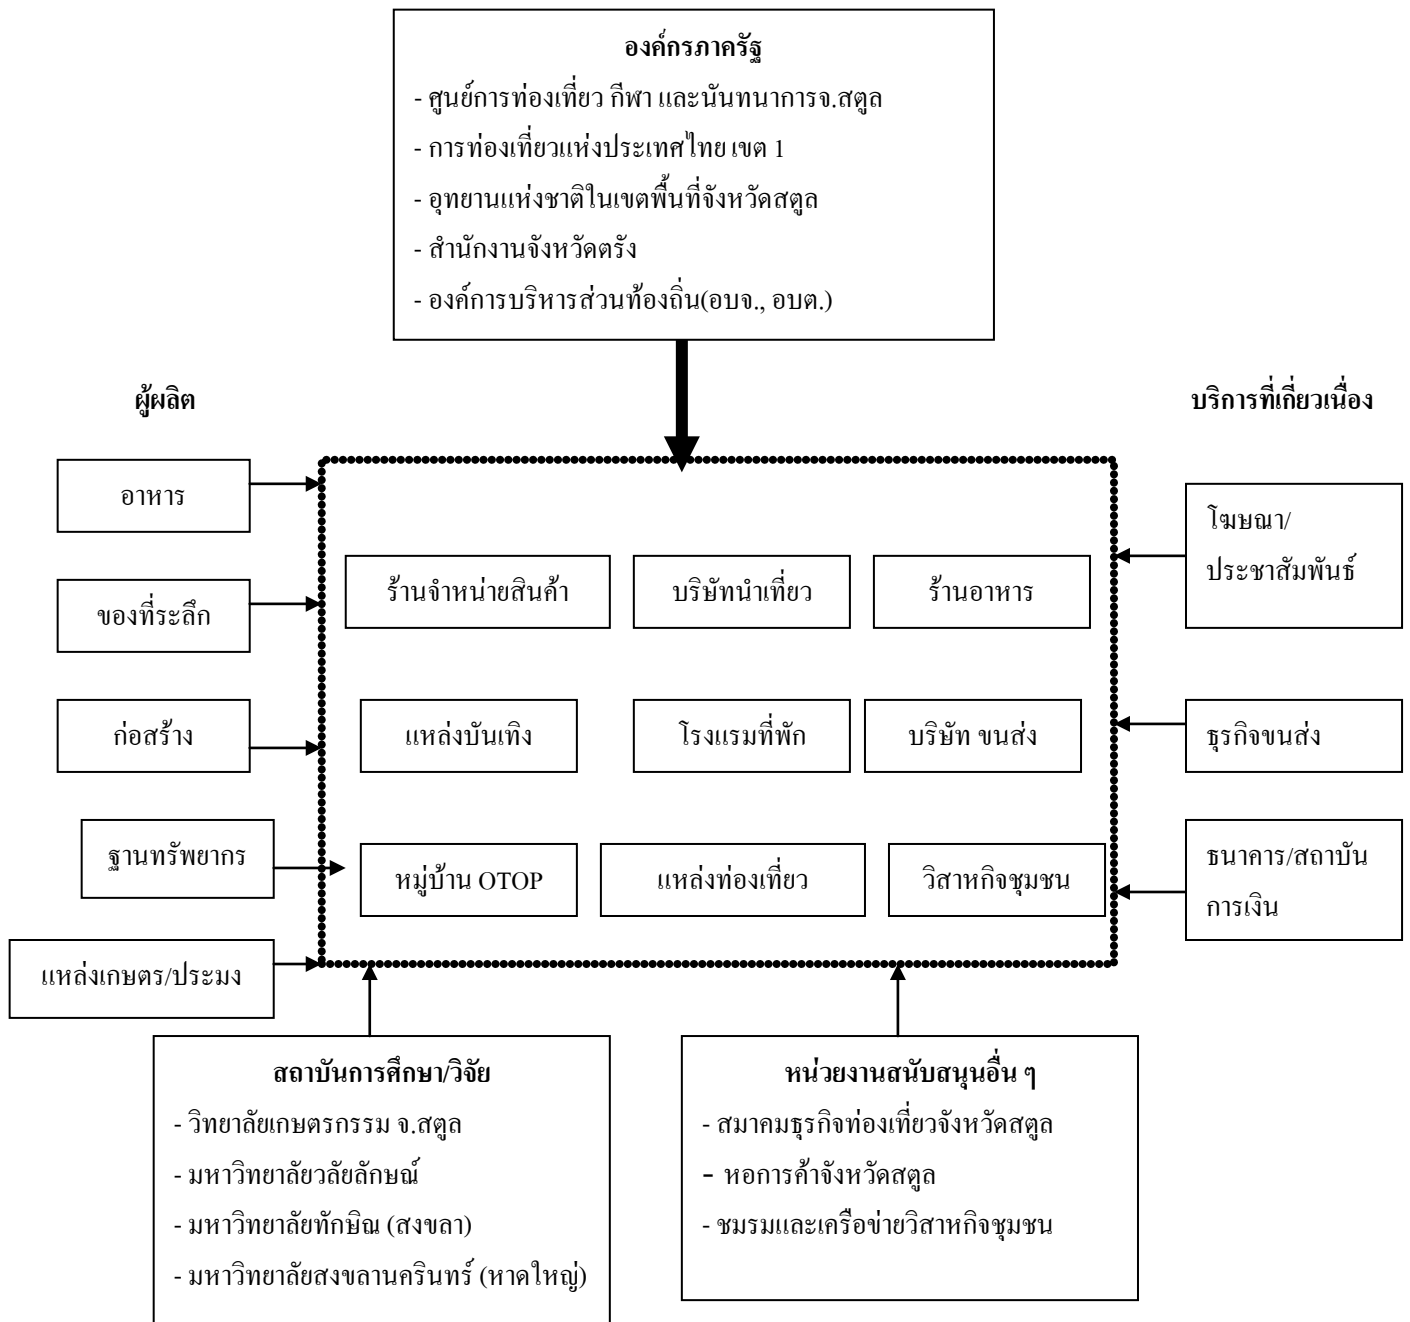 องค์กรภาครัฐ
- ศูนย์การท่องเที่ยว กีฬา และนันทนาการจ.สตูล
- การท่องเที่ยวแห่งประเทศไทย เขต 1
- อุทยานแห่งชาติในเขตพื้นที่จังหวัดสตูล
- สำนักงานจังหวัดตรัง
- องค์การบริหารส่วนท้องถิ่น(อบจ., อบต.)
ผู้ผลิต
บริการที่เกี่ยวเนื่อง
อาหาร
ของที่ระลึก
ก่อสร้าง
ฐานทรัพยากร
แหล่งเกษตร/ประมง
ร้านจำหน่ายสินค้า
บริษัทนำเที่ยว
ร้านอาหาร
แหล่งบันเทิง
โรงแรมที่พัก
บริษัท ขนส่ง
หมู่บ้าน OTOP
แหล่งท่องเที่ยว
วิสาหกิจชุมชน
โฆษณา/
ประชาสัมพันธ์
ธุรกิจขนส่ง
ธนาคาร/สถาบัน
การเงิน
สถาบันการศึกษา/วิจัย
- วิทยาลัยเกษตรกรรม จ.สตูล
- มหาวิทยาลัยวลัยลักษณ์
- มหาวิทยาลัยทักษิณ (สงขลา)
- มหาวิทยาลัยสงขลานครินทร์ (หาดใหญ่)
หน่วยงานสนับสนุนอื่น ๆ
- สมาคมธุรกิจท่องเที่ยวจังหวัดสตูล
- หอการค้าจังหวัดสตูล
- ชมรมและเครือข่ายวิสาหกิจชุมชน